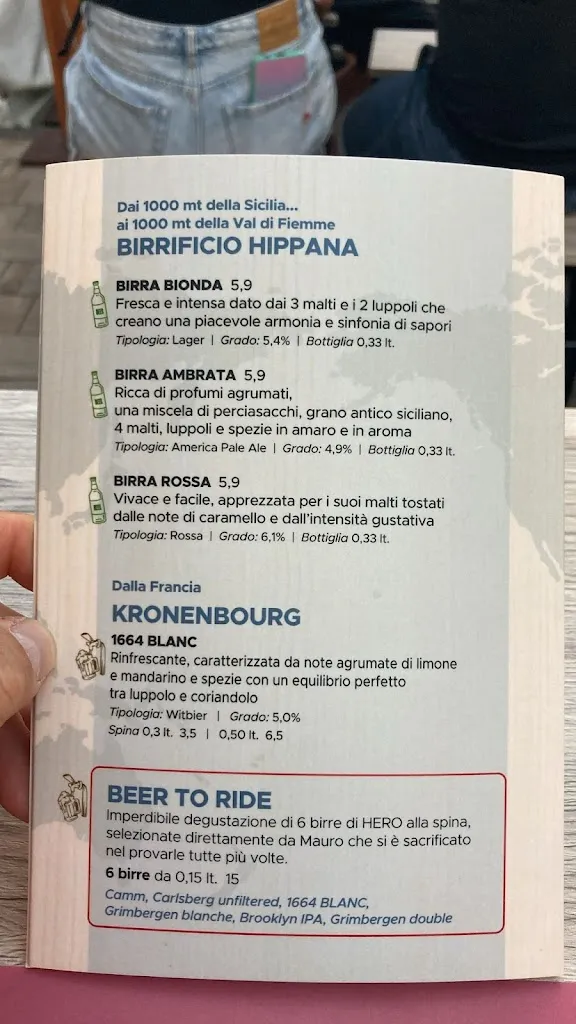 Dai 1000 mt della Sicilia...
ai 1000 mt della Val di Fiemme
BIRRIFICIO HIPPANA
BIRRA BIONDA 5,9
Fresca e intensa dato dai 3 malti e i 2 luppoli che
creano una piacevole armonia e sinfonia di sapori
Tipologia: Lager | Grado: 5,4% | Bottiglia 0,33 lt.
BIRRA AMBRATA 5,9
Ricca di profumi agrumati,
una miscela di perciasacchi, grano antico siciliano,
4 malti, luppoli e spezie in amaro e in aroma
Tipologia: America Pale Ale | Grado: 4,9% | Bottiglia 0,33 lt.
BIRRA ROSSA 5,9
Vivace e facile, apprezzata per i suoi malti tostati
dalle note di caramello e dall'intensità gustativa
Tipologia: Rossa | Grado: 6,1% | Bottiglia 0,33 lt.
Dalla Francia
KRONENBOURG
1664 BLANC
Rinfrescante, caratterizzata da note agrumate di limone
e mandarino e spezie con un equilibrio perfetto
tra luppolo e coriandolo
Tipologia: Witbier | Grado: 5,0%
Spina 0,3 lt. 3,5 | 0,50 lt. 6,5
BEER TO RIDE
Imperdibile degustazione di 6 birre di HERO alla spina,
selezionate direttamente da Mauro che si è sacrificato
nel provarle tutte più volte.
6 birre da 0,15 lt. 15
Camm, Carlsberg unfiltered, 1664 BLANC,
Grimbergen blanche, Brooklyn IPA, Grimbergen double